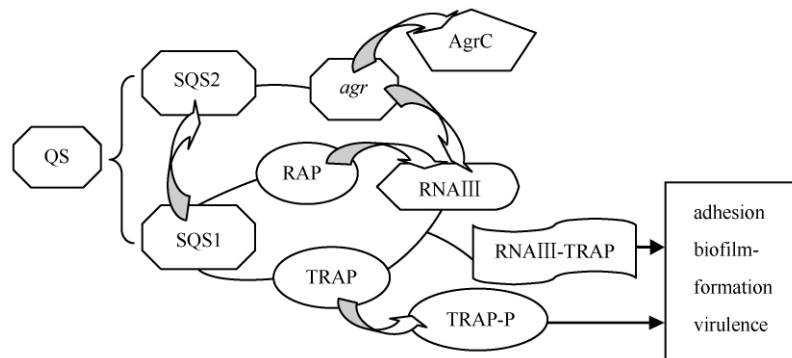 AgrC
SQS2
agr
QS
RAP
RNAⅢ
SQS1
RNAⅢ-TRAP
TRAP
TRAP-P
adhesion
biofilm-
formation
virulence